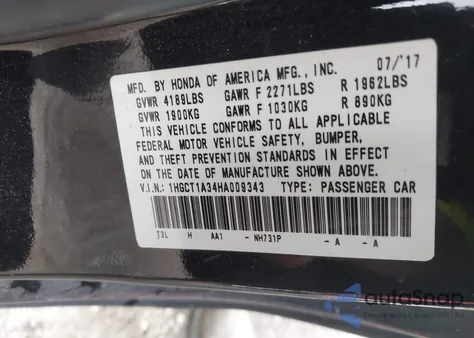 MFD. BY HONDA OF AMERICA MFG., INC. 07/'17
GVWR 4189LBS GAWR F 2271LBS R 1962LBS
GVWR 1900KG GAWR F 1030KG R 890KG
THIS VEHICLE CONFORMS TO ALL APPLICABLE
FEDERAL MOTOR VEHICLE SAFETY, BUMPER,
AND THEFT PREVENTION STANDARDS IN EFFECT
ON THE DATE OF MANUFACTURE SHOWN ABOVE.
V.I.N.: 1HGCT1A34HA009343 TYPE: PASSENGER CAR
T3L H AA1 - NH731P - A - A
autoSnap